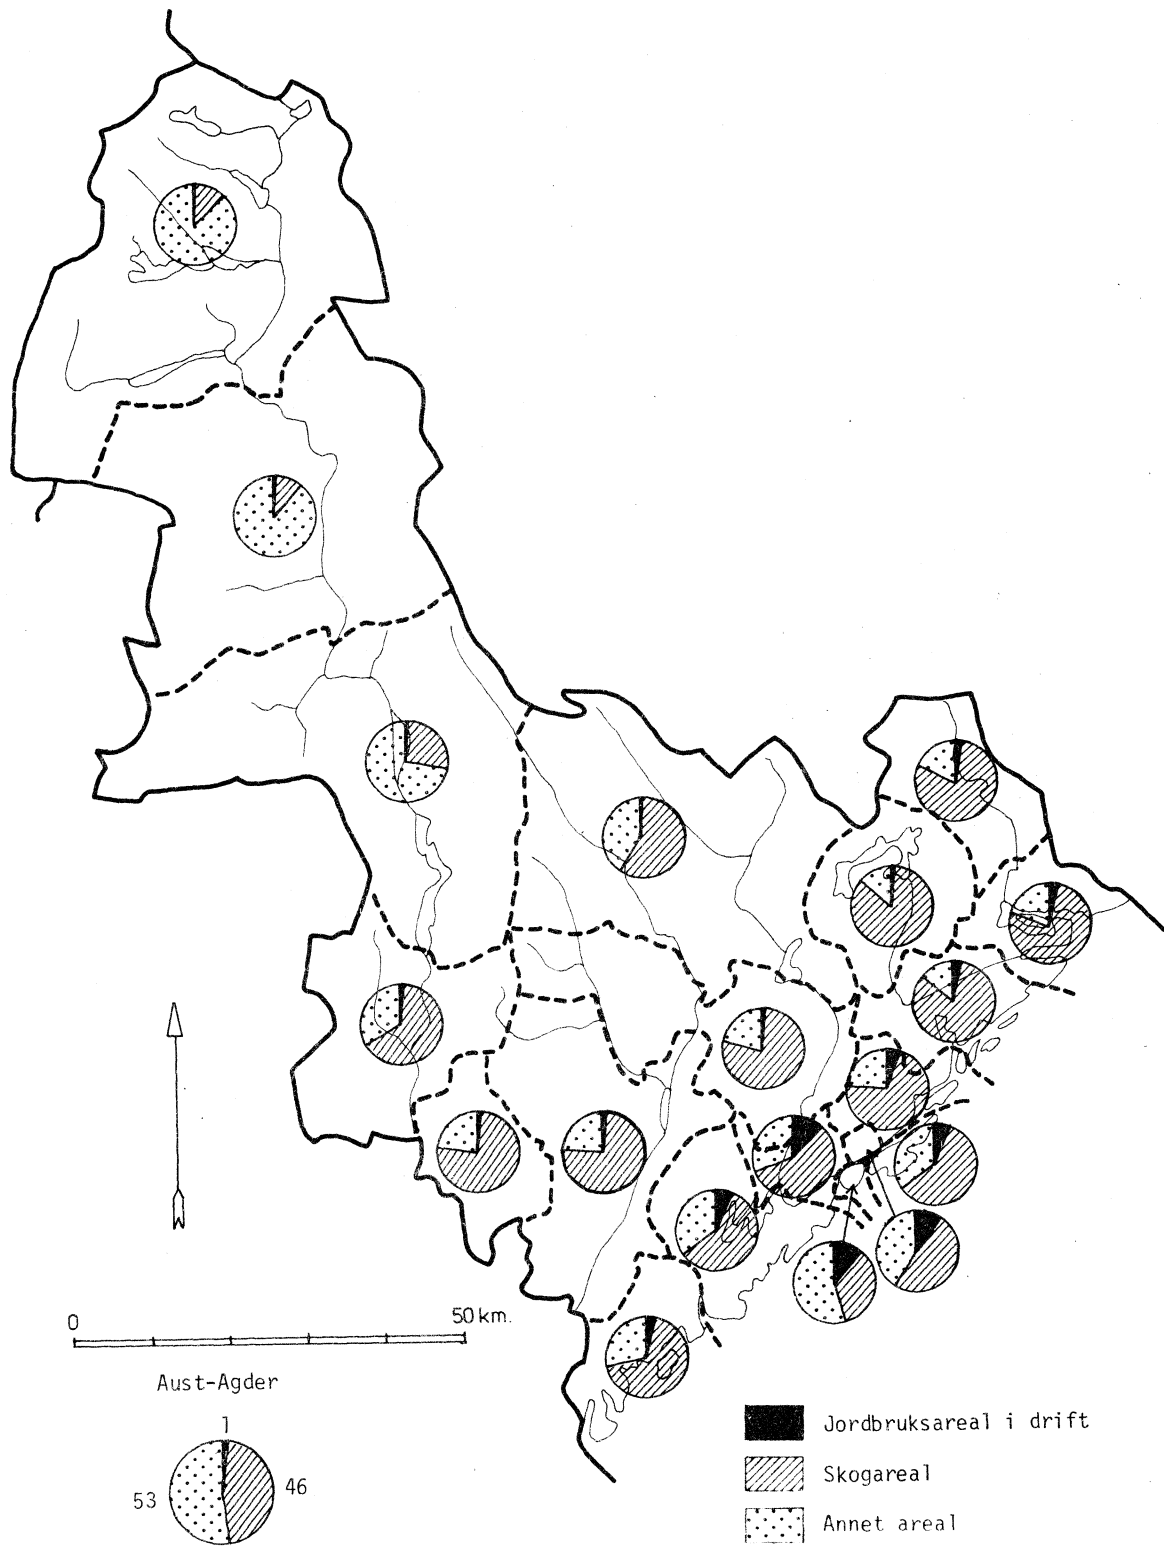 0 50 km.
Aust-Agder
1
53 46
Jordbruksareal i drift
Skogareal
Annet areal